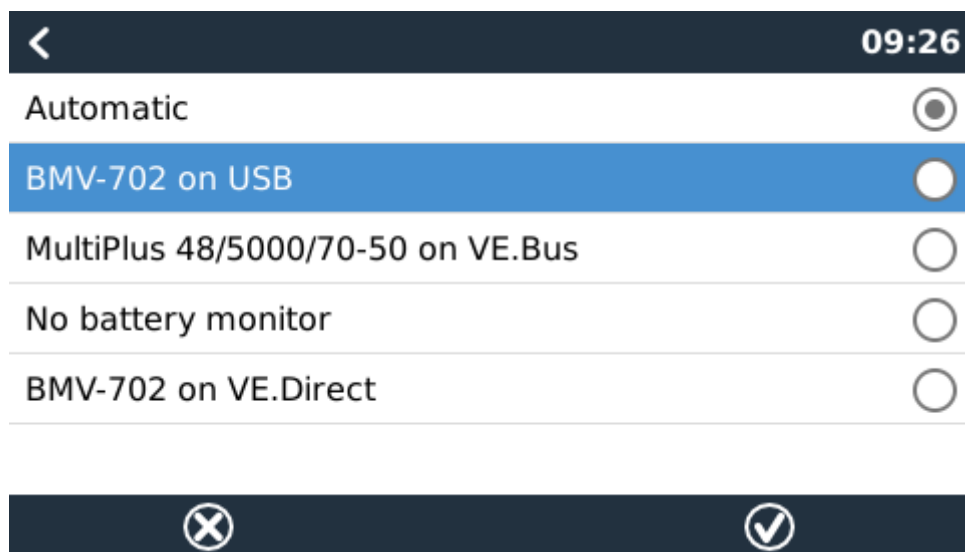 09:26
Automatic
BMV-702 on USB
MultiPlus 48/5000/70-50 on VE.Bus
No battery monitor
BMV-702 on VE.Direct